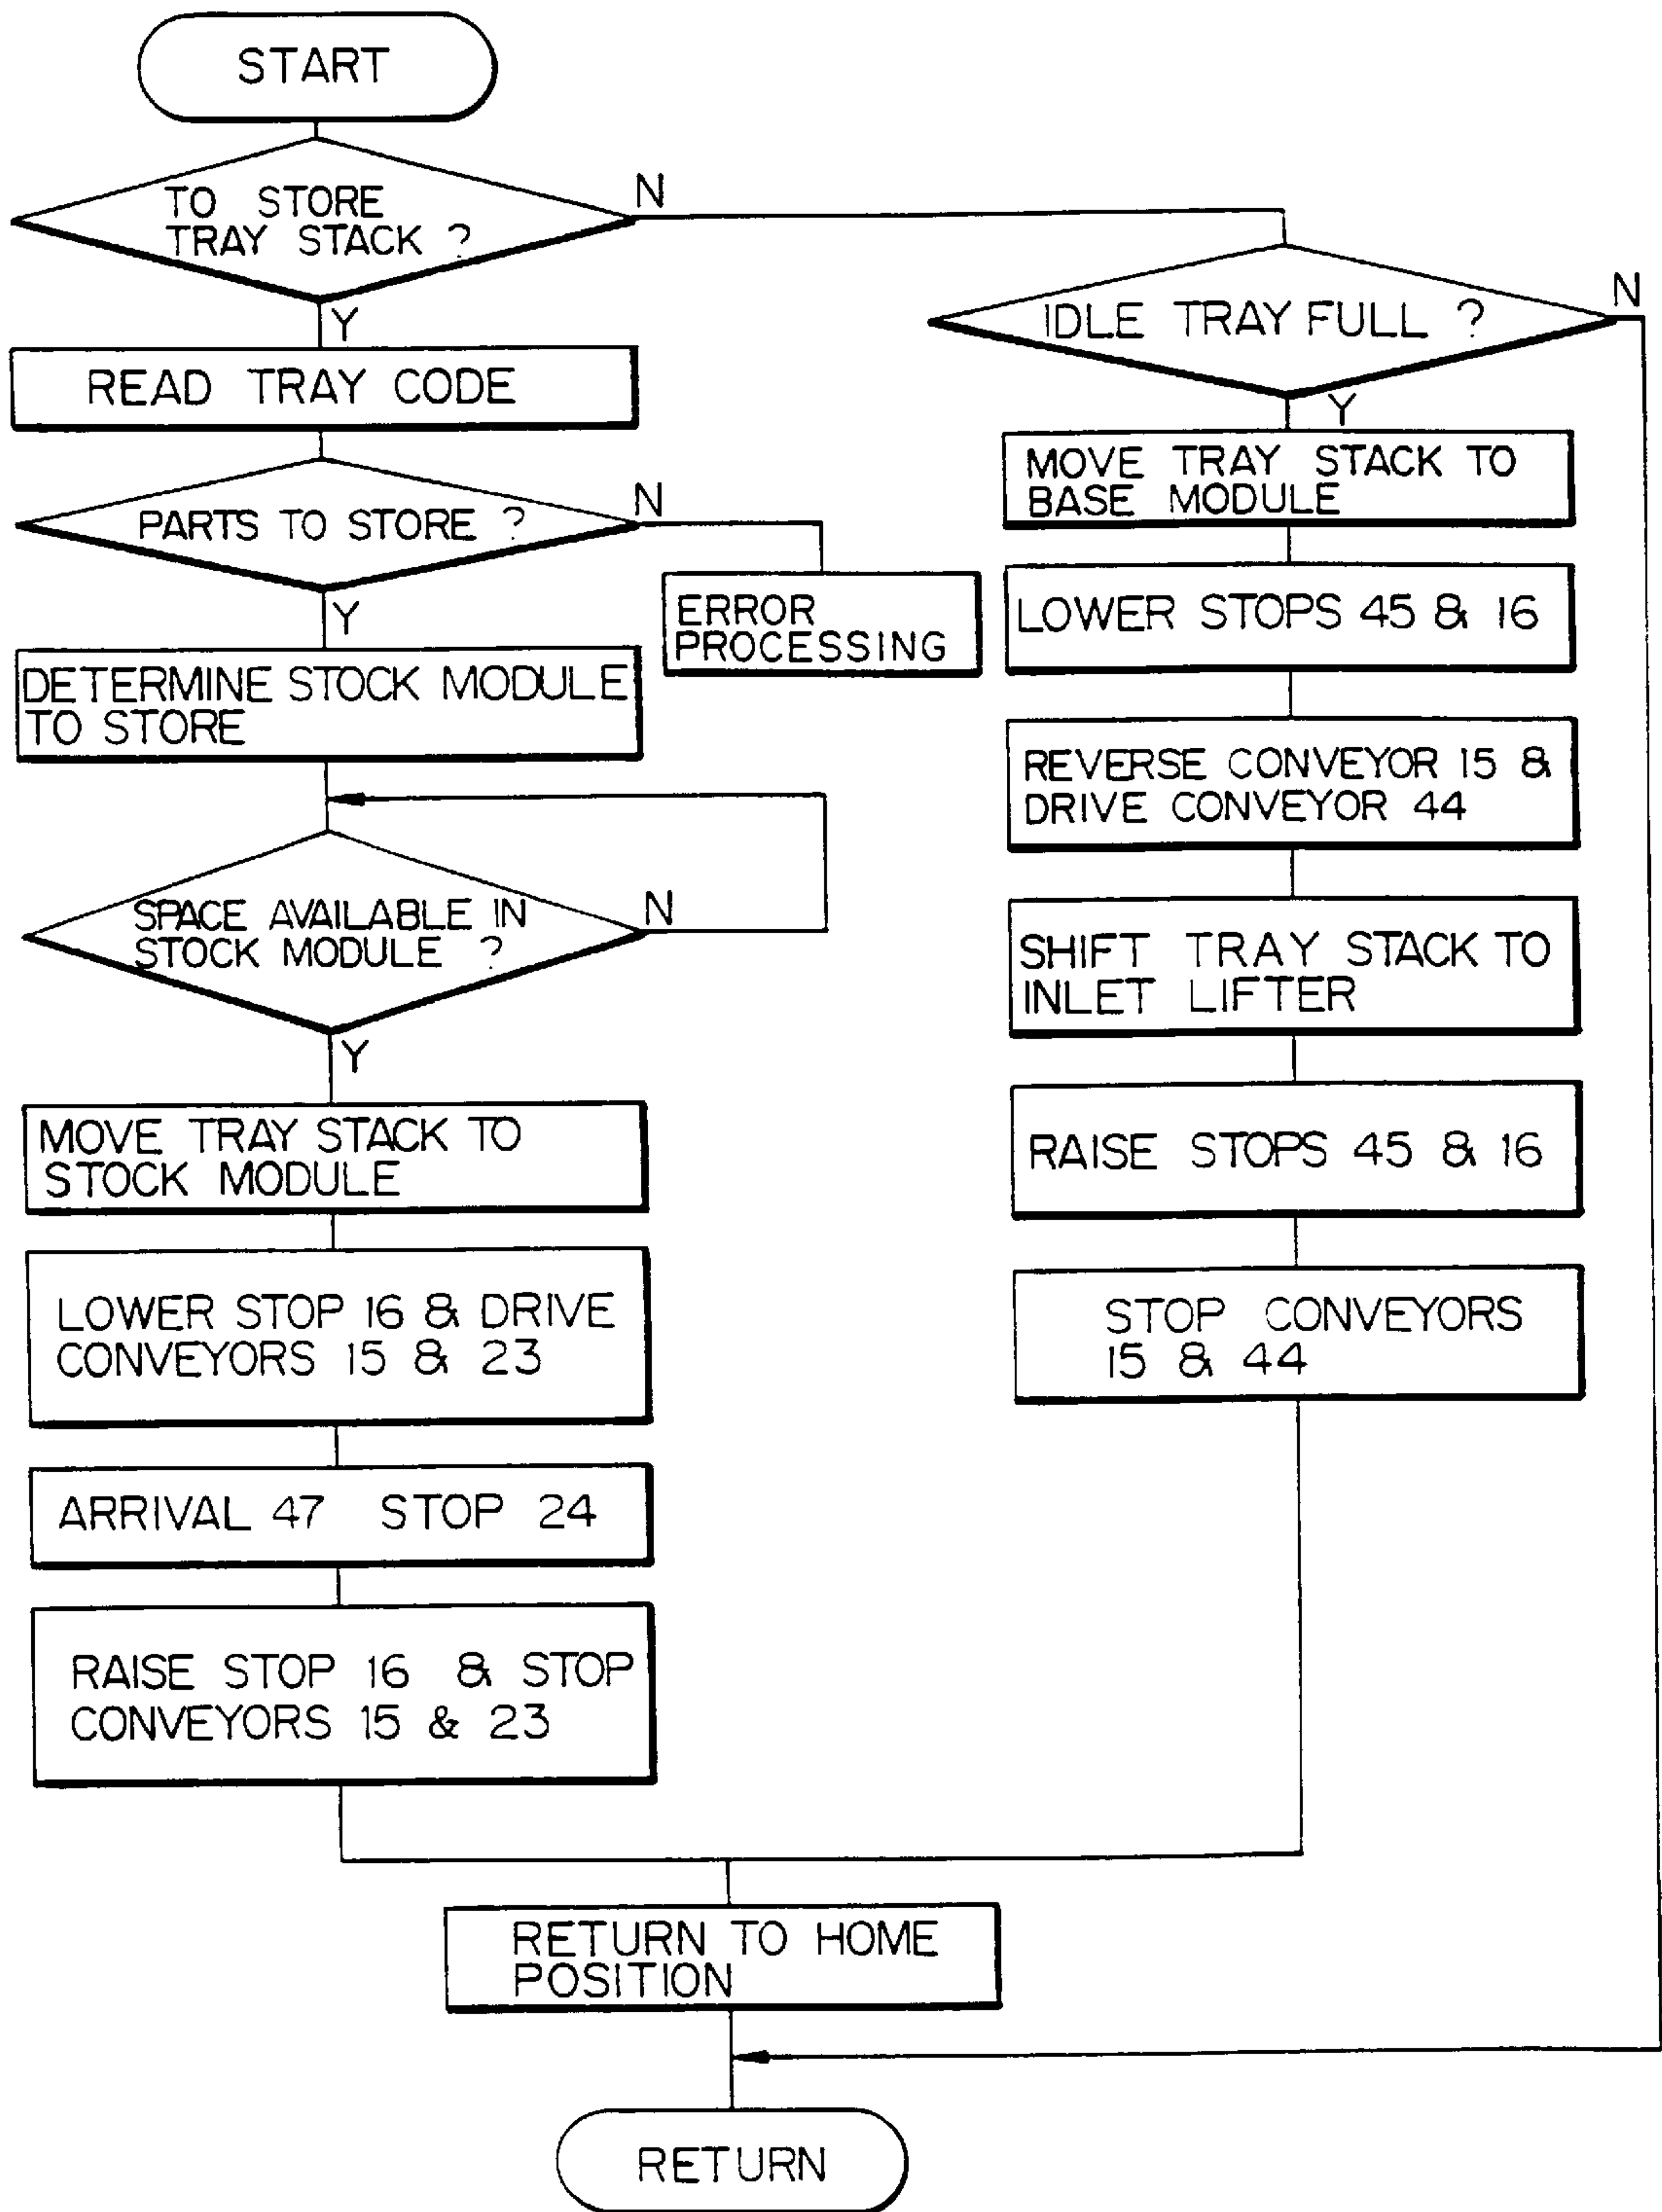 START
TO STORE
TRAY STACK ?
N
Y
READ TRAY CODE
PARTS TO STORE ?
N
Y
ERROR
PROCESSING
DETERMINE STOCK MODULE
TO STORE
SPACE AVAILABLE IN
STOCK MODULE ?
N
Y
MOVE TRAY STACK TO
STOCK MODULE
LOWER STOP 16 & DRIVE
CONVEYORS 15 & 23
ARRIVAL 47 STOP 24
RAISE STOP 16 & STOP
CONVEYORS 15 & 23
IDLE TRAY FULL ?
N
Y
MOVE TRAY STACK TO
BASE MODULE
LOWER STOPS 45 & 16
REVERSE CONVEYOR 15 &
DRIVE CONVEYOR 44
SHIFT TRAY STACK TO
INLET LIFTER
RAISE STOPS 45 & 16
STOP CONVEYORS
15 & 44
RETURN TO HOME
POSITION
RETURN